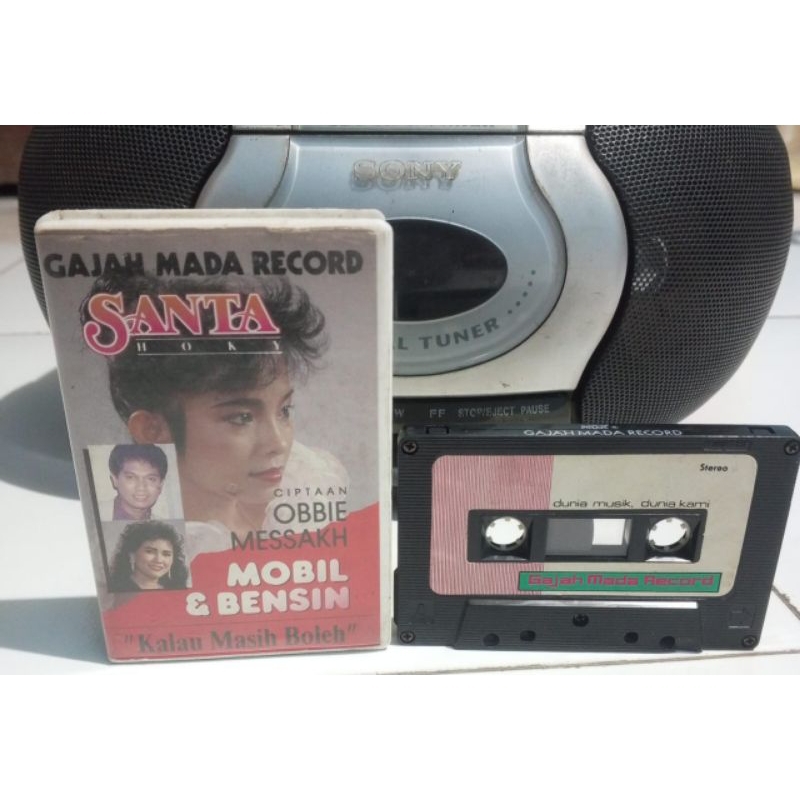 SONY
AL TUNER .....
FF STOP/EJECT PAUSE
GAJAH MADA RECORD
SANTA
HOKY
CIPTAAN
OBBIE
MESSAKH
MOBIL
& BENSIN
"Kalau Masih Boleh"
GAJAH MADA RECORD
Stereo
dunia musik, dunia kami
Gajah Mada Record